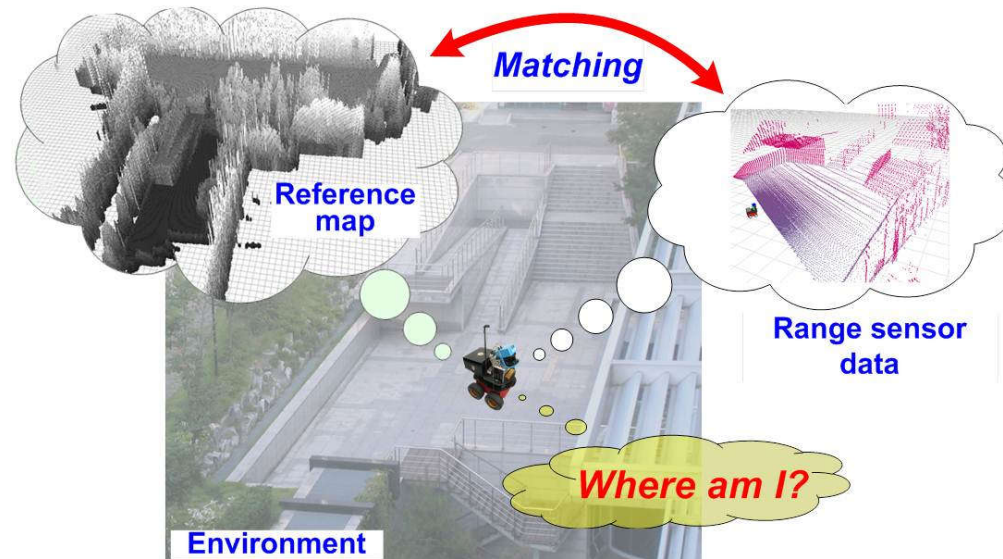 Matching
Reference
map
Range sensor
data
Where am I?
Environment